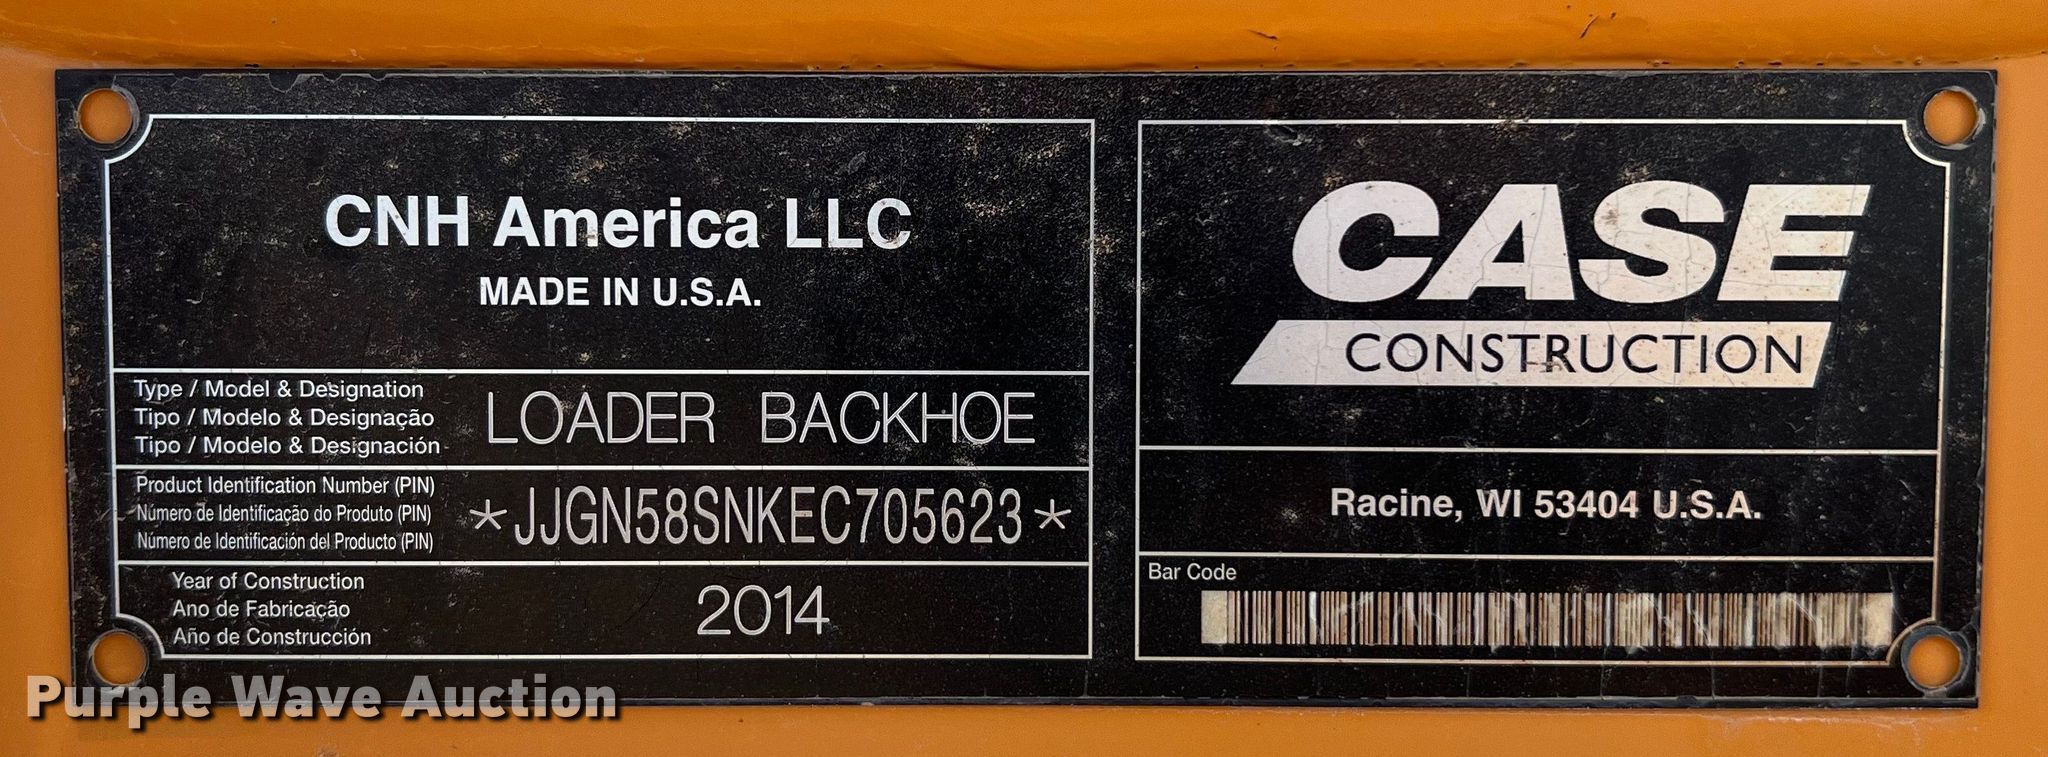 CNH America LLC
MADE IN U.S.A.
Type / Model & Designation
Tipo / Modelo & Designação
Tipo / Modelo & Designación
LOADER BACKHOE
Product Identification Number (PIN)
Número de Identificação do Produto (PIN)
Número de Identificación del Producto (PIN)
*JJGN58SNKEC705623*
Year of Construction
Ano de Fabricação
Año de Construcción
2014
CASE
CONSTRUCTION
Racine, WI 53404 U.S.A.
Bar Code
Purple Wave Auction